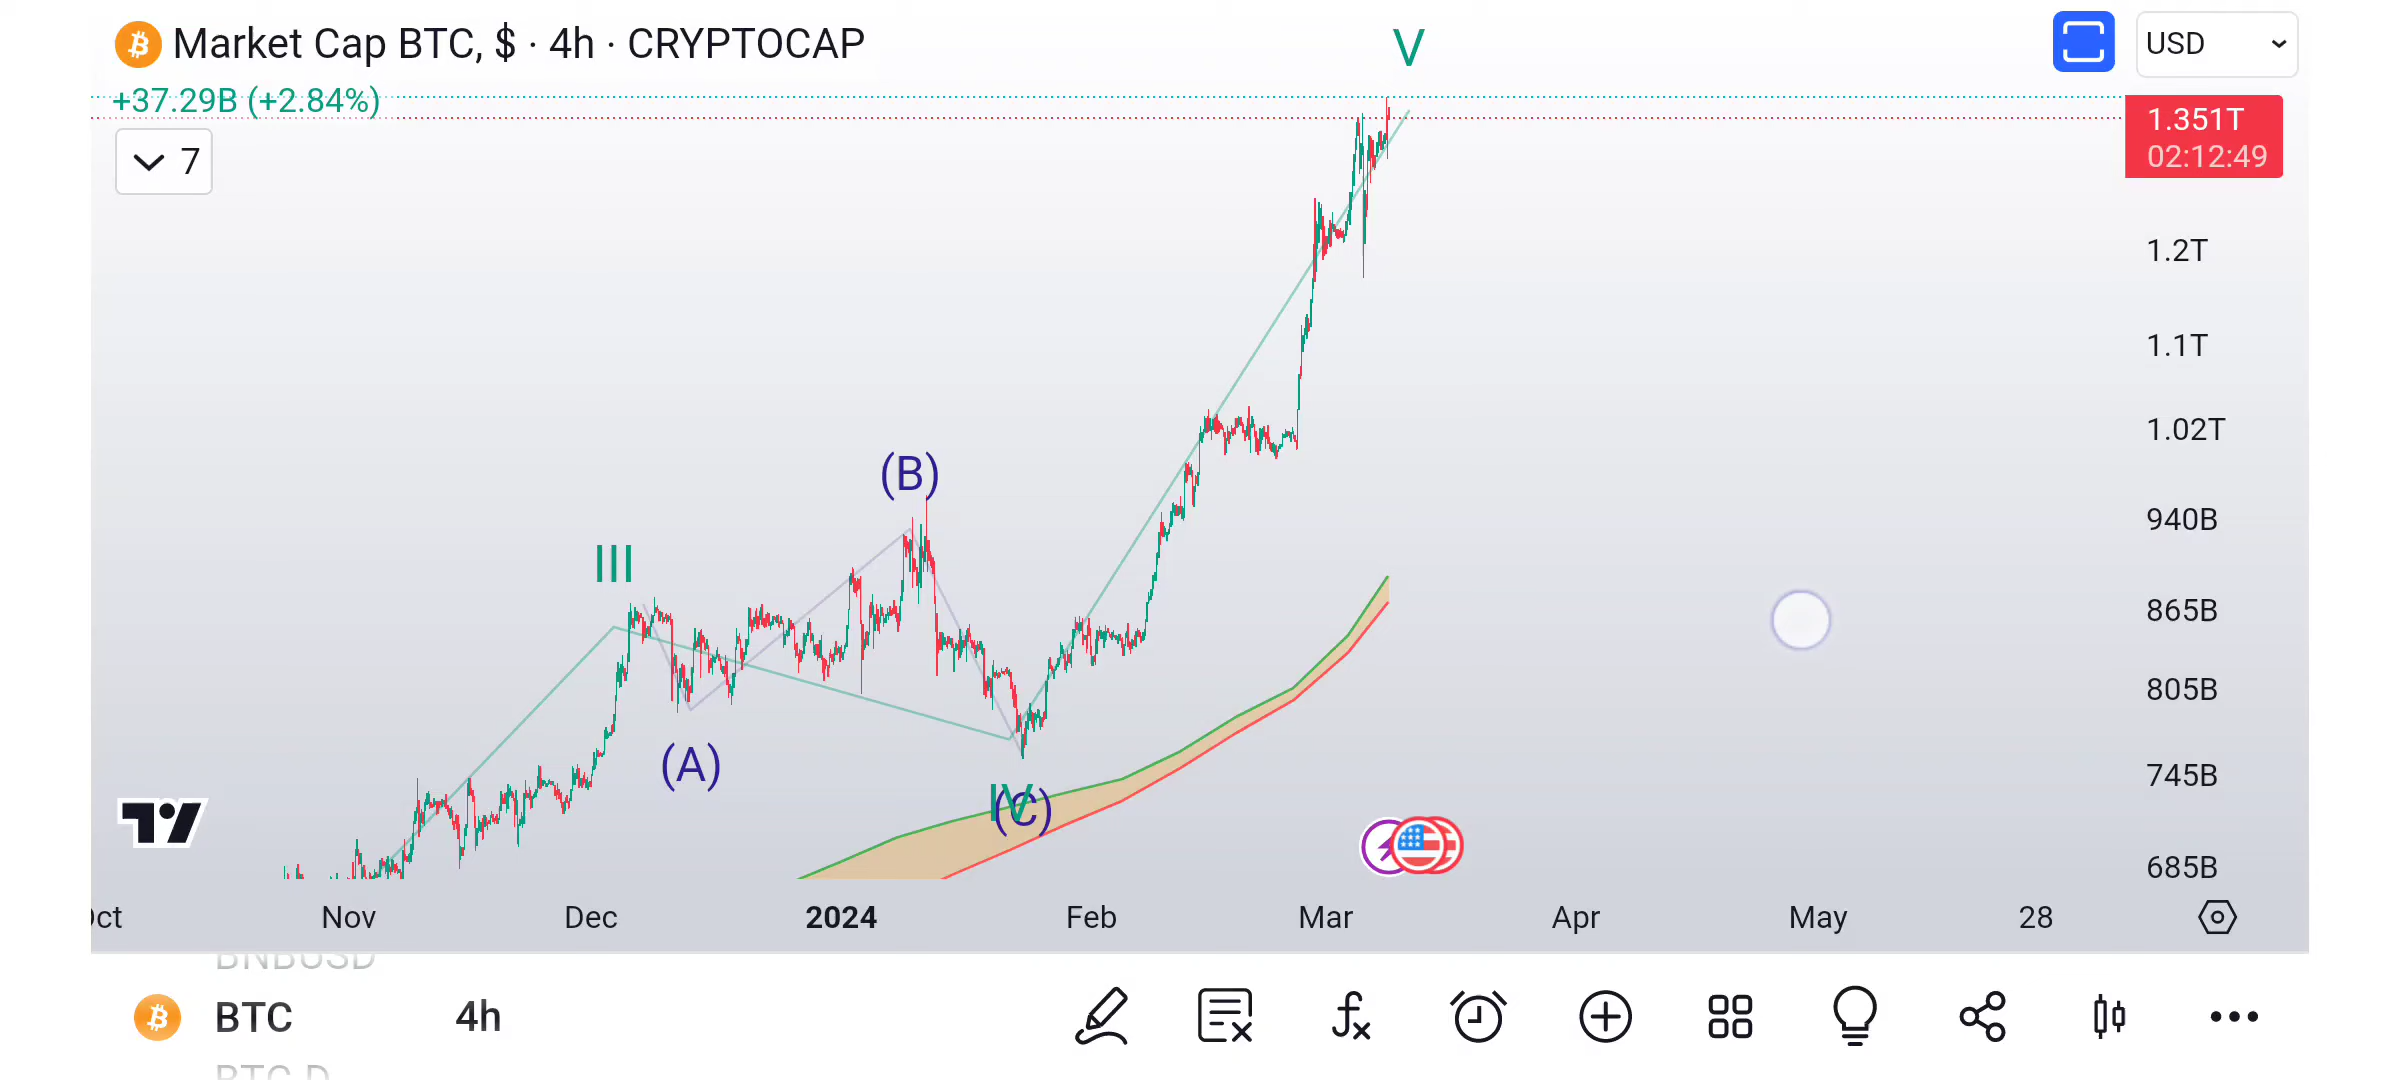 Market Cap BTC, $ · 4h · CRYPTOCAP
USD
+37.29B (+2.84%)
7
V
1.351T
02:12:49
1.2T
1.1T
1.02T
940B
865B
805B
745B
685B
(B)
III
(A)
IV
(C)
Nov
Dec
2024
Feb
Mar
Apr
May
28
BNBUSD
BTC
4h
BTC.D